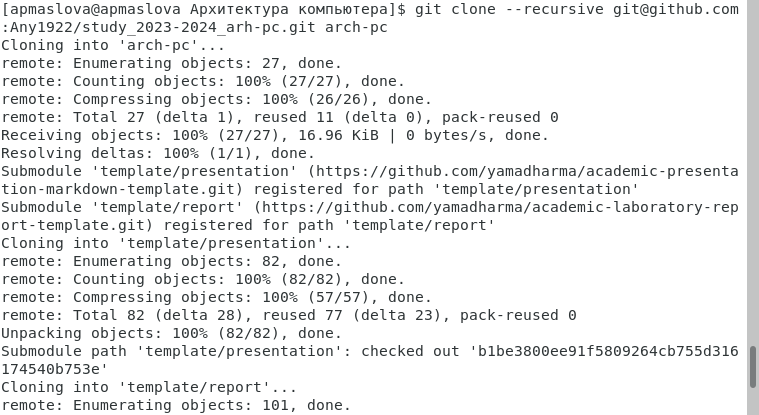 [apmaslova@apmaslova Архитектура компьютера]$ git clone --recursive git@github.com
:Any1922/study_2023-2024_arh-pc.git arch-pc
Cloning into 'arch-pc'...
remote: Enumerating objects: 27, done.
remote: Counting objects: 100% (27/27), done.
remote: Compressing objects: 100% (26/26), done.
remote: Total 27 (delta 1), reused 11 (delta 0), pack-reused 0
Receiving objects: 100% (27/27), 16.96 KiB | 0 bytes/s, done.
Resolving deltas: 100% (1/1), done.
Submodule 'template/presentation' (https://github.com/yamadharma/academic-presenta
tion-markdown-template.git) registered for path 'template/presentation'
Submodule 'template/report' (https://github.com/yamadharma/academic-laboratory-rep
ort-template.git) registered for path 'template/report'
Cloning into 'template/presentation'...
remote: Enumerating objects: 82, done.
remote: Counting objects: 100% (82/82), done.
remote: Compressing objects: 100% (57/57), done.
remote: Total 82 (delta 28), reused 77 (delta 23), pack-reused 0
Unpacking objects: 100% (82/82), done.
Submodule path 'template/presentation': checked out 'b1be3800ee91f5809264cb755d316
174540b753e'
Cloning into 'template/report'...
remote: Enumerating objects: 101, done.